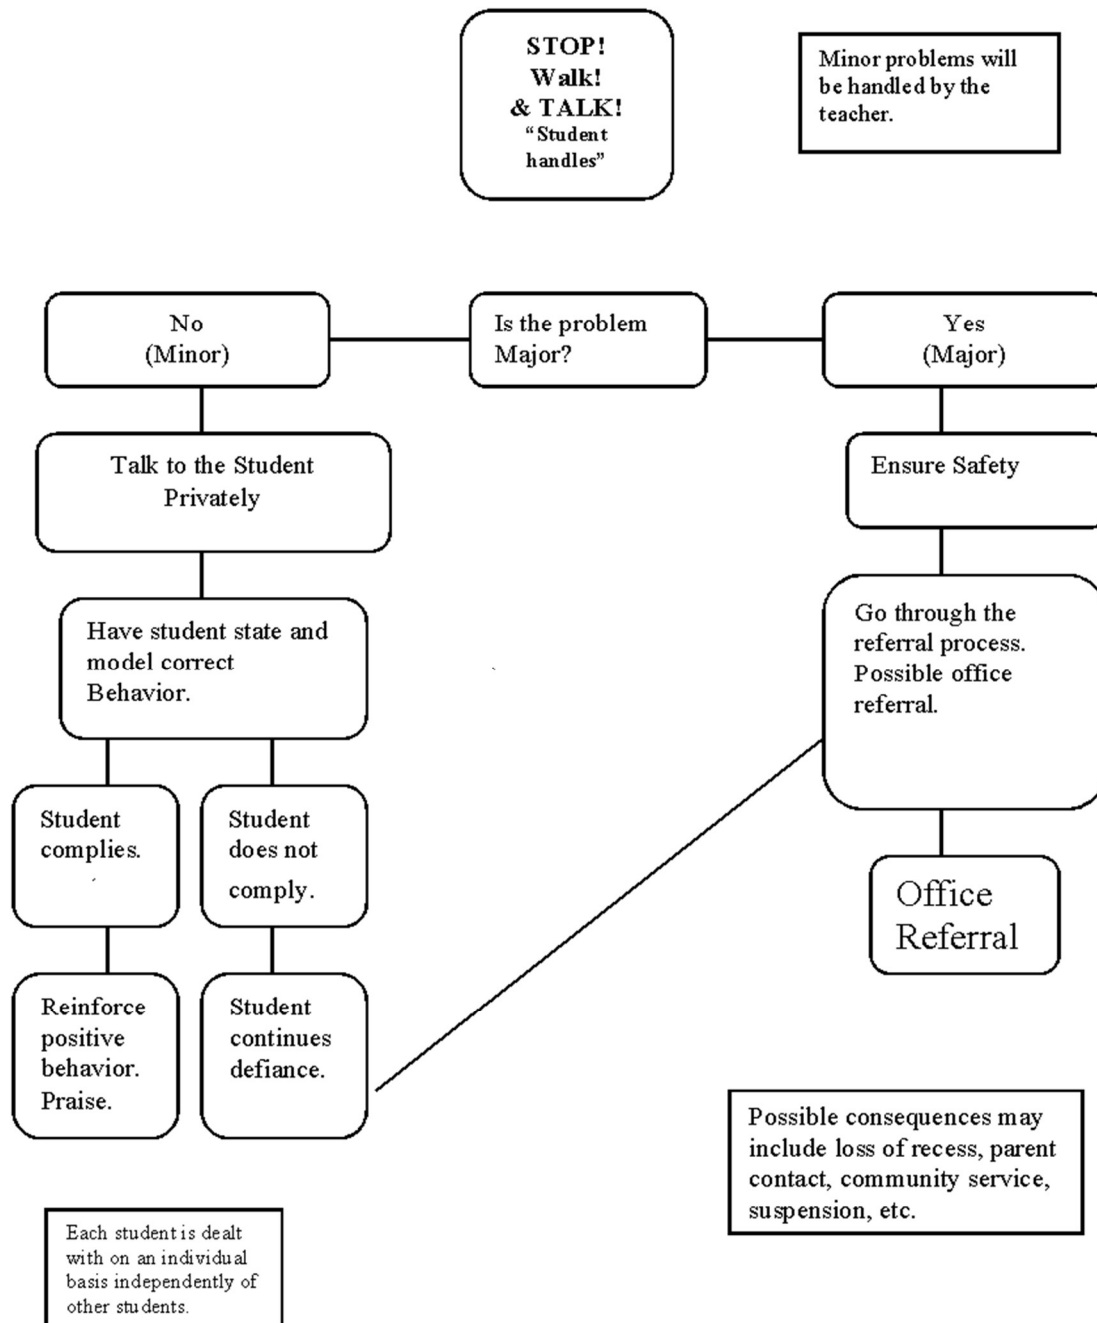 STOP!
Walk!
& TALK!
“Student
handles”
Minor problems will
be handled by the
teacher.
No
(Minor)
Is the problem
Major?
Yes
(Major)
Talk to the Student
Privately
Ensure Safety
Have student state and
model correct
Behavior.
Go through the
referral process.
Possible office
referral.
Student
complies.
Student
does not
comply.
Office
Referral
Reinforce
positive
behavior.
Praise.
Student
continues
defiance.
Possible consequences may
include loss of recess, parent
contact, community service,
suspension, etc.
Each student is dealt
with on an individual
basis independently of
other students.